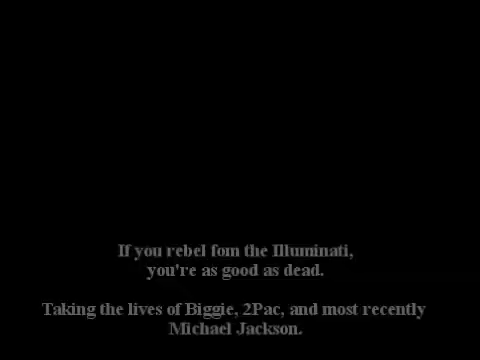 If you rebel fom the Illuminati,
you're as good as dead.
Taking the lives of Biggie, 2Pac, and most recently
Michael Jackson.